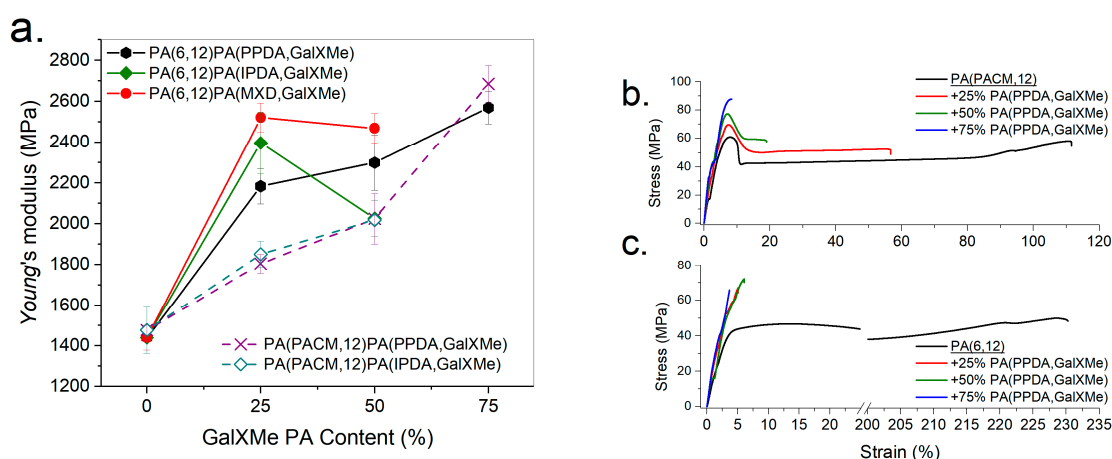 a.
2800
2600
2400
2200
2000
1800
1600
1400
1200
Young's modulus (MPa)
PA(6,12)PA(PPDA,GalXMe)
PA(6,12)PA(IPDA,GalXMe)
PA(6,12)PA(MXD,GalXMe)
PA(PACM,12)PA(PPDA,GalXMe)
PA(PACM,12)PA(IPDA,GalXMe)
0 25 50 75
GalXMe PA Content (%)
b.
100
80
60
40
20
0
Stress (MPa)
PA(PACM,12)
+25% PA(PPDA,GalXMe)
+50% PA(PPDA,GalXMe)
+75% PA(PPDA,GalXMe)
0 20 40 60 80 100 120
c.
80
60
40
20
0
Stress (MPa)
PA(6,12)
+25% PA(PPDA,GalXMe)
+50% PA(PPDA,GalXMe)
+75% PA(PPDA,GalXMe)
0 5 10 15 20 200 205 210 215 220 225 230 235
Strain (%)